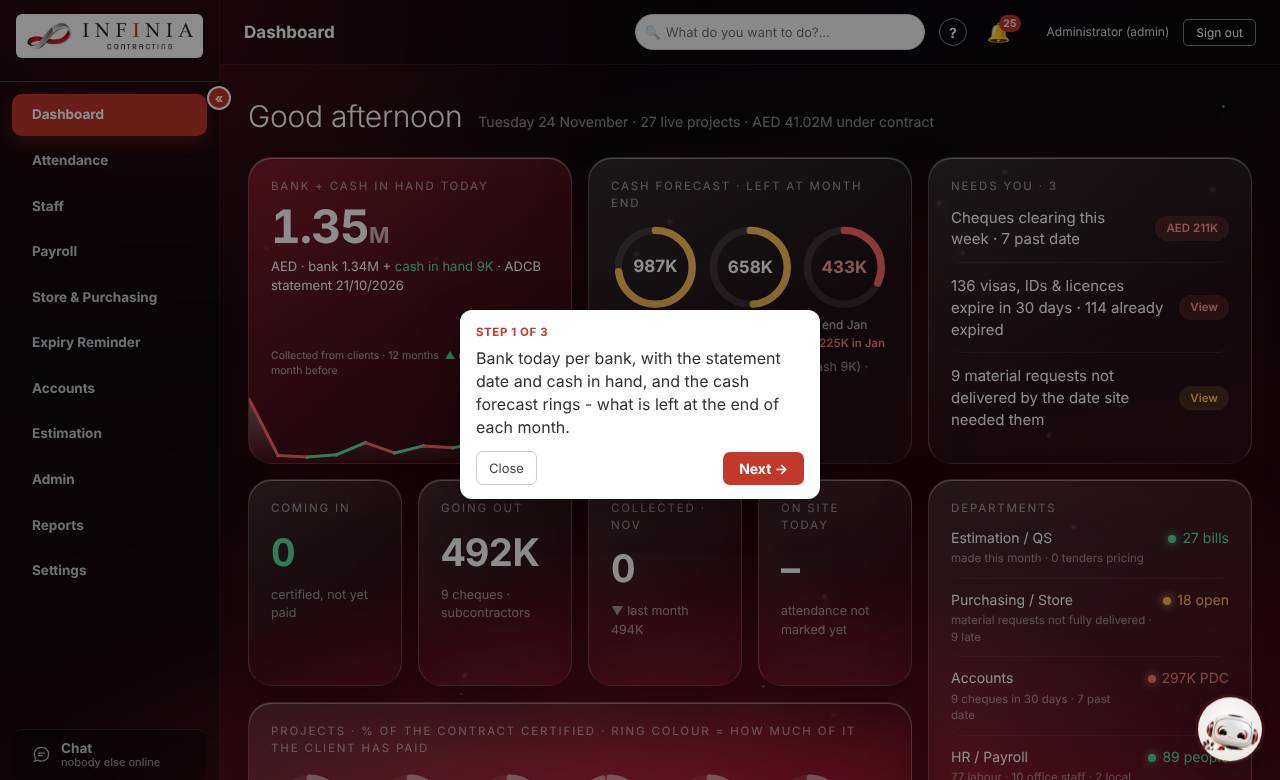 INFINIA
CONTRACTING
Dashboard
What do you want to do?...
?
25
Administrator (admin)
Sign out
«
Dashboard
Attendance
Staff
Payroll
Store & Purchasing
Expiry Reminder
Accounts
Estimation
Admin
Reports
Settings
Chat
nobody else online
Good afternoon
Tuesday 24 November · 27 live projects · AED 41.02M under contract
BANK + CASH IN HAND TODAY
1.35M
AED · bank 1.34M + cash in hand 9K · ADCB
statement 21/10/2026
Collected from clients · 12 months ▲
month before
CASH FORECAST · LEFT AT MONTH
END
987K
658K
433K
end Jan
225K in Jan
9K) ·
NEEDS YOU · 3
Cheques clearing this
week · 7 past date
AED 211K
136 visas, IDs & licences
expire in 30 days · 114 already
expired
View
9 material requests not
delivered by the date site
needed them
View
STEP 1 OF 3
Bank today per bank, with the statement
date and cash in hand, and the cash
forecast rings - what is left at the end of
each month.
Close
Next →
COMING IN
0
certified, not yet
paid
GOING OUT
492K
9 cheques ·
subcontractors
COLLECTED ·
NOV
0
▼ last month
494K
ON SITE
TODAY
–
attendance not
marked yet
DEPARTMENTS
Estimation / QS
27 bills
made this month · 0 tenders pricing
Purchasing / Store
18 open
material requests not fully delivered ·
9 late
Accounts
297K PDC
9 cheques in 30 days · 7 past
date
HR / Payroll
89 people
77 labour · 10 office staff · 2 local
PROJECTS · % OF THE CONTRACT CERTIFIED · RING COLOUR = HOW MUCH OF IT
THE CLIENT HAS PAID